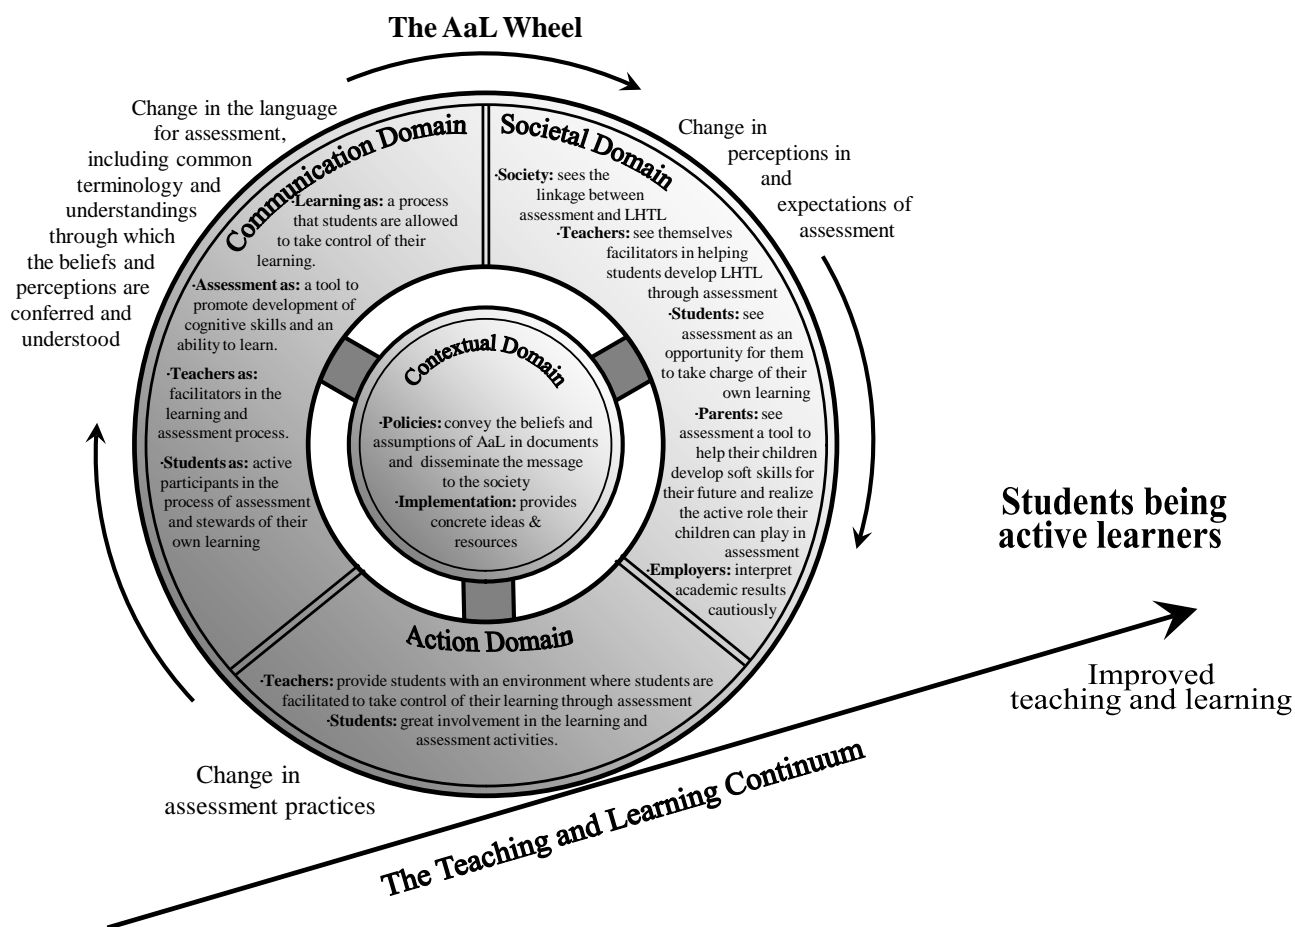 The AaL Wheel
Change in the language
for assessment,
including common
terminology and
understandings
through which
the beliefs and
perceptions are
conferred and
understood
Communication Domain
·Learning as: a process
that students are allowed
to take control of their
learning.
·Assessment as: a tool to
promote development of
cognitive skills and an
ability to learn.
·Teachers as:
facilitators in the
learning and
assessment process.
·Students as: active
participants in the
process of assessment
and stewards of their
own learning
Societal Domain
·Society: sees the
linkage between
assessment and LHTL
·Teachers: see themselves
facilitators in helping
students develop LHTL
through assessment
·Students: see
assessment as an
opportunity for them
to take charge of their
own learning
·Parents: see
assessment a tool to
help their children
develop soft skills for
their future and realize
the active role their
children can play in
assessment
·Employers: interpret
academic results
cautiously
Change in
perceptions in
and
expectations of
assessment
Contextual Domain
·Policies: convey the beliefs and
assumptions of AaL in documents
and disseminate the message
to the society
·Implementation: provides
concrete ideas &
resources
Action Domain
·Teachers: provide students with an environment where students are
facilitated to take control of their learning through assessment
·Students: great involvement in the learning and
assessment activities.
Change in
assessment practices
The Teaching and Learning Continuum
Students being
active learners
Improved
teaching and learning